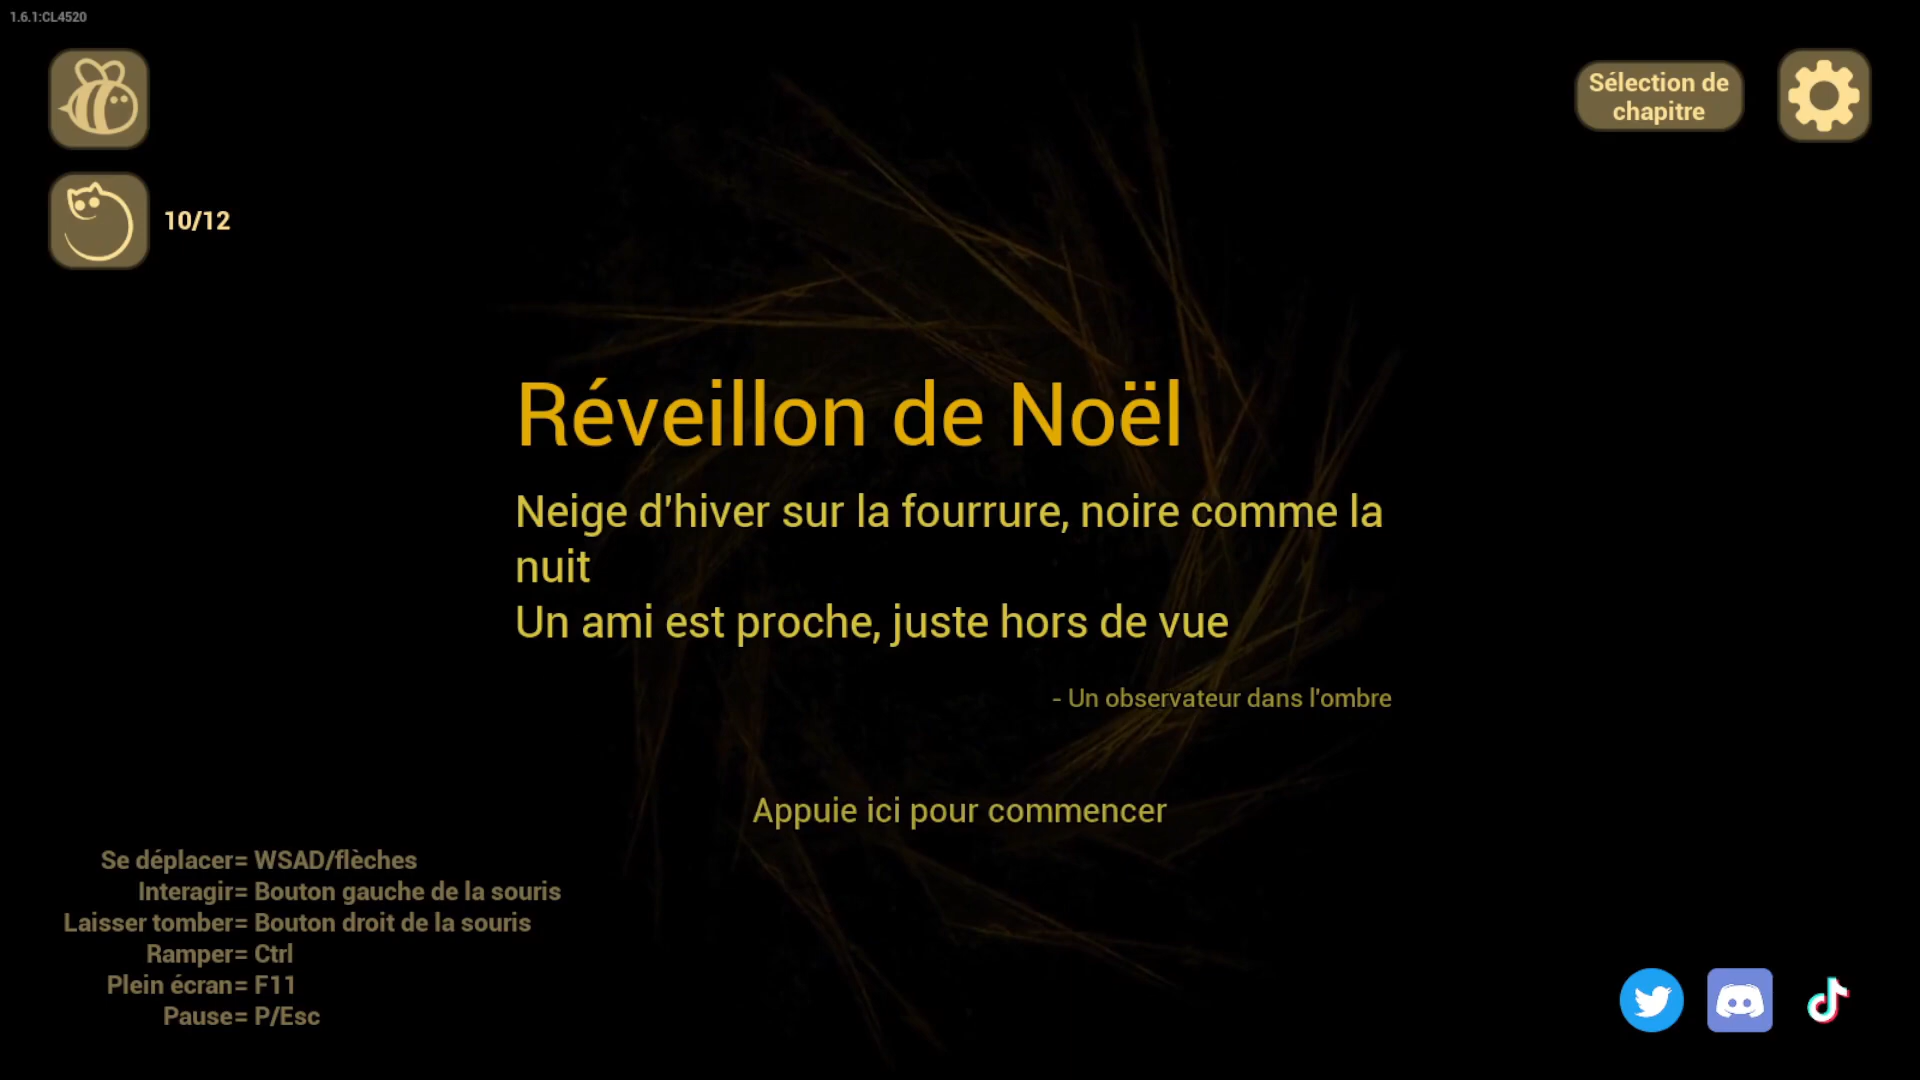 1.6.1:CL4520
Sélection de
chapitre
10/12
Réveillon de Noël
Neige d'hiver sur la fourrure, noire comme la
nuit
Un ami est proche, juste hors de vue
- Un observateur dans l'ombre
Appuie ici pour commencer
Se déplacer= WSAD/flèches
Interagir= Bouton gauche de la souris
Laisser tomber= Bouton droit de la souris
Ramper= Ctrl
Plein écran= F11
Pause= P/Esc